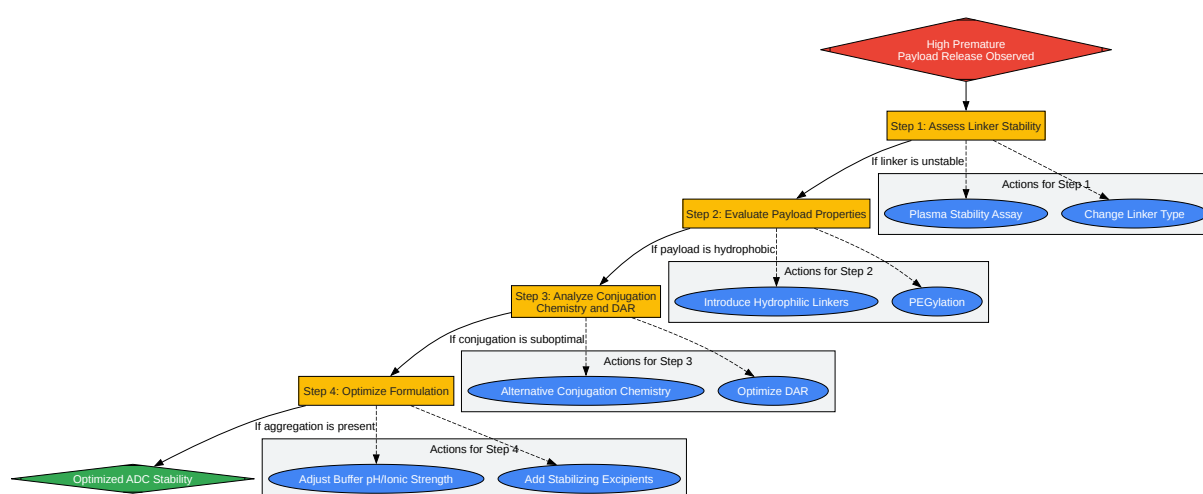 High Premature
Payload Release Observed
Step 1: Assess Linker Stability
If linker is unstable
Actions for Step 1
Plasma Stability Assay
Change Linker Type
Step 2: Evaluate Payload Properties
If payload is hydrophobic
Actions for Step 2
Introduce Hydrophilic Linkers
PEGylation
Step 3: Analyze Conjugation
Chemistry and DAR
If conjugation is suboptimal
Actions for Step 3
Alternative Conjugation Chemistry
Optimize DAR
Step 4: Optimize Formulation
If aggregation is present
Actions for Step 4
Adjust Buffer pH/Ionic Strength
Add Stabilizing Excipients
Optimized ADC Stability